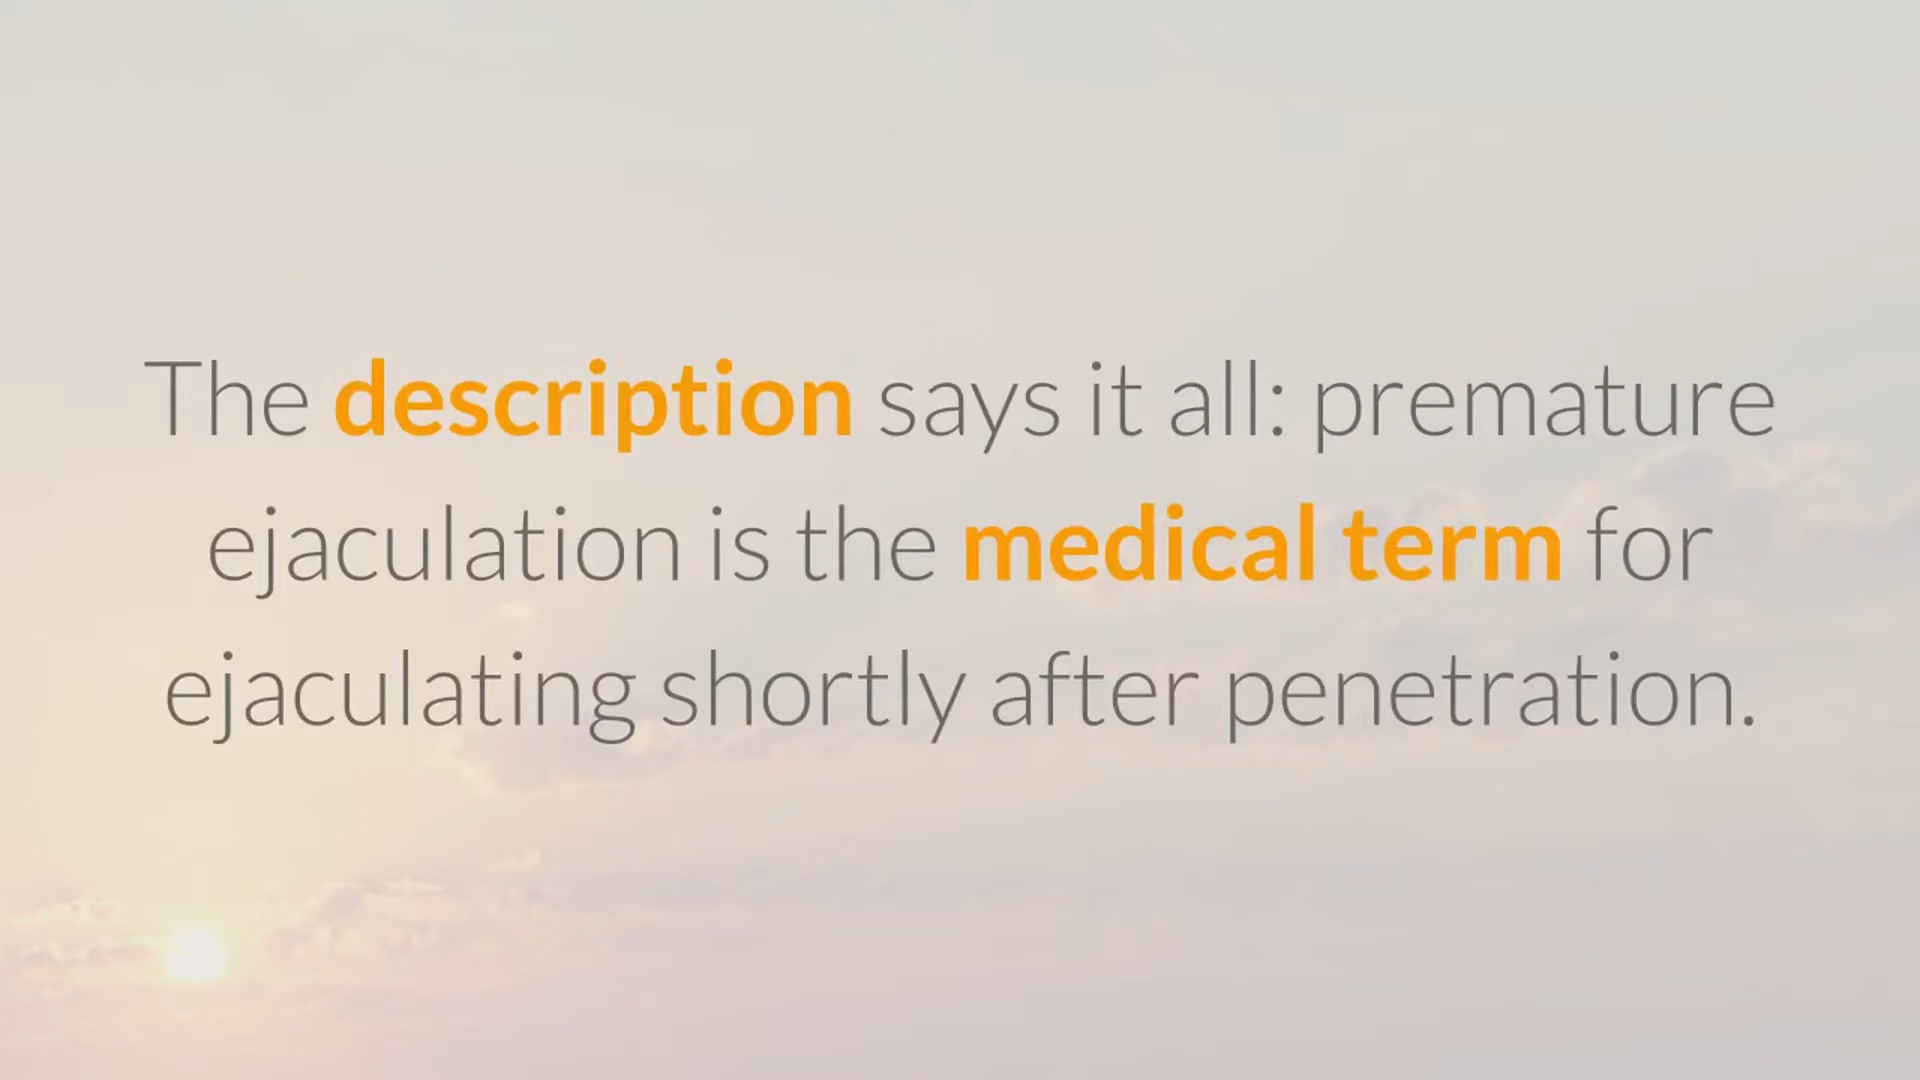 The description says it all: premature
ejaculation is the medical term for
ejaculating shortly after penetration.